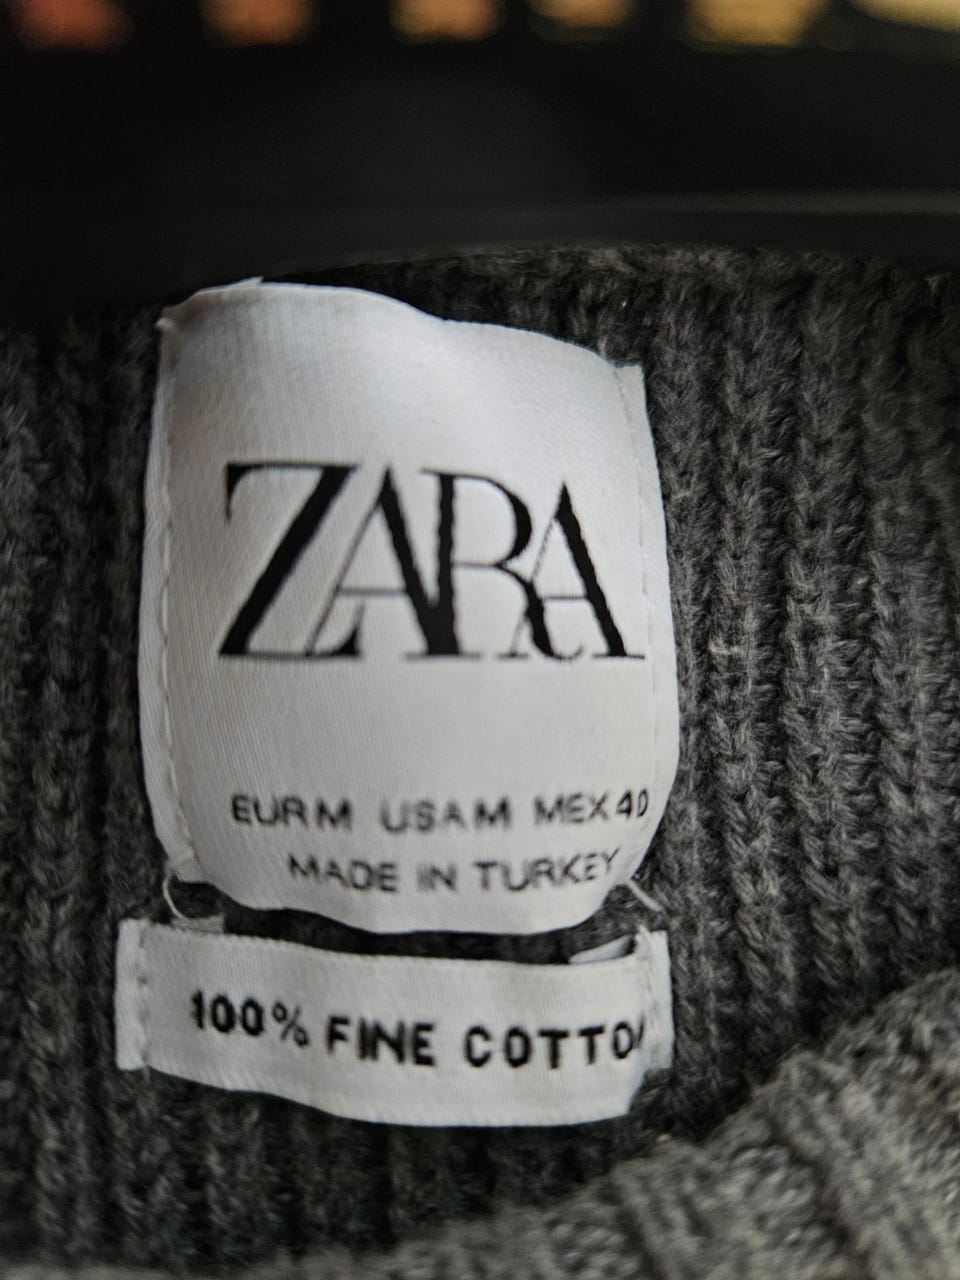 ZARA
EUR M USA M MEX 40
MADE IN TURKEY
100% FINE COTTON